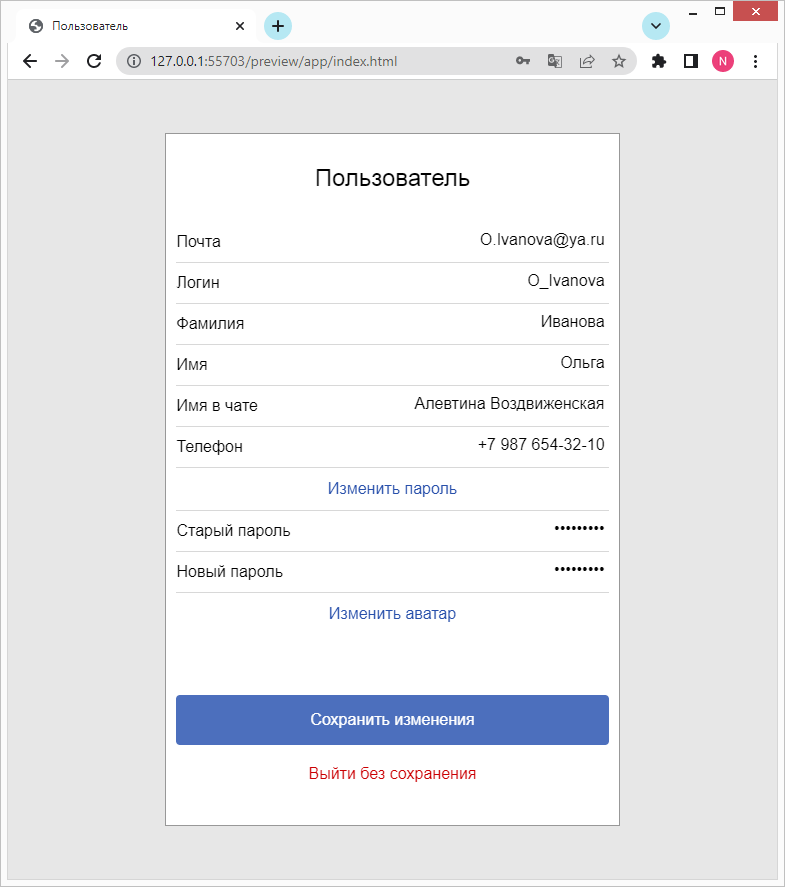 Пользователь
127.0.0.1:55703/preview/app/index.html
N
Пользователь
Почта O.Ivanova@ya.ru
Логин O_Ivanova
Фамилия Иванова
Имя Ольга
Имя в чате Алевтина Воздвиженская
Телефон +7 987 654-32-10
Изменить пароль
Старый пароль •••••••••
Новый пароль •••••••••
Изменить аватар
Сохранить изменения
Выйти без сохранения